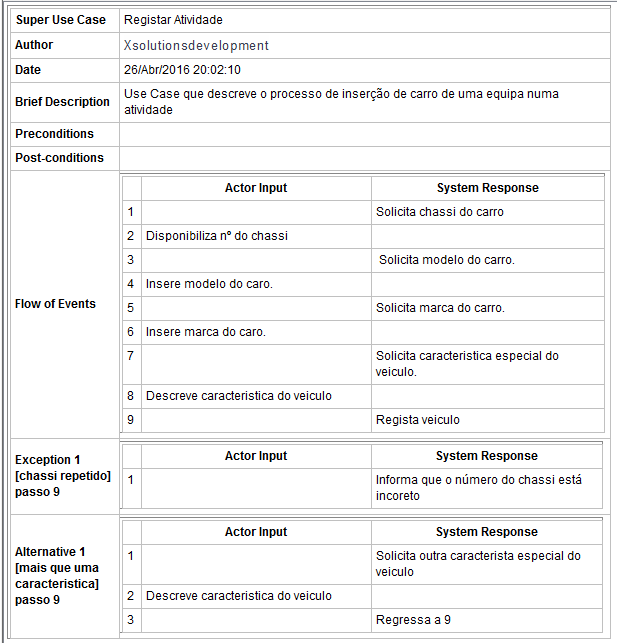 Super Use Case Registar Atividade
Author Xsolutionsdevelopment
Date 26/Abr/2016 20:02:10
Brief Description Use Case que descreve o processo de inserção de carro de uma equipa numa
atividade
Preconditions
Post-conditions
Flow of Events
Actor Input System Response
1 Solicita chassi do carro
2 Disponibiliza nº do chassi
3 Solicita modelo do carro.
4 Insere modelo do caro.
5 Solicita marca do carro.
6 Insere marca do caro.
7 Solicita caracteristica especial do
veiculo.
8 Descreve caracteristica do veiculo
9 Regista veiculo
Exception 1
[chassi repetido]
passo 9
Actor Input System Response
1 Informa que o número do chassi está
incoreto
Alternative 1
[mais que uma
caracteristica]
passo 9
Actor Input System Response
1 Solicita outra caracterista especial do
veiculo
2 Descreve caracteristica do veiculo
3 Regressa a 9